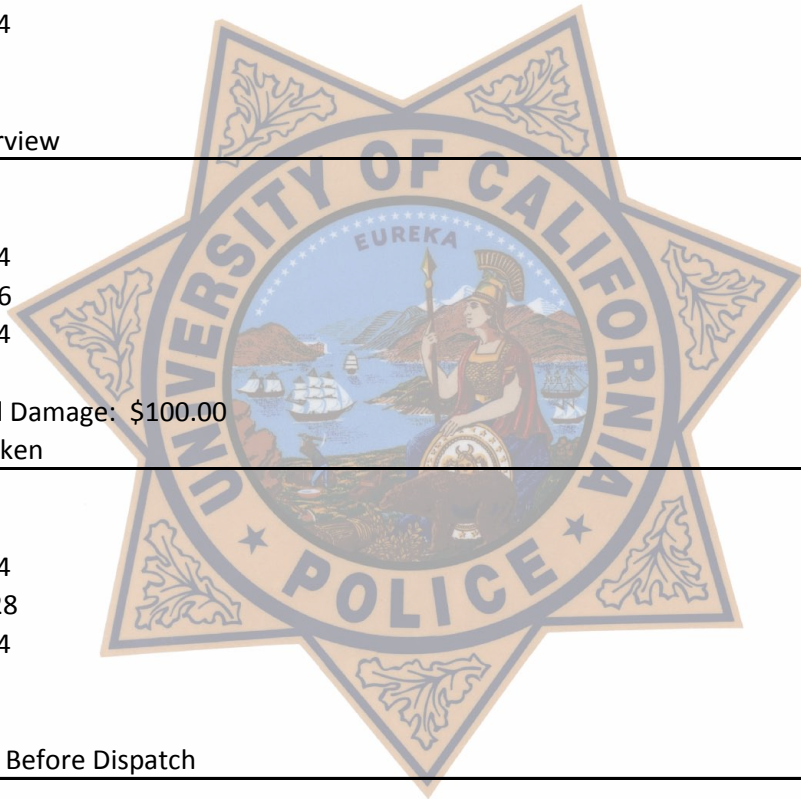 4
rview
UNIVERSITY OF CALIFORNIA
EUREKA
4
6
4
l Damage: $100.00
ken
POLICE
4
28
4
Before Dispatch